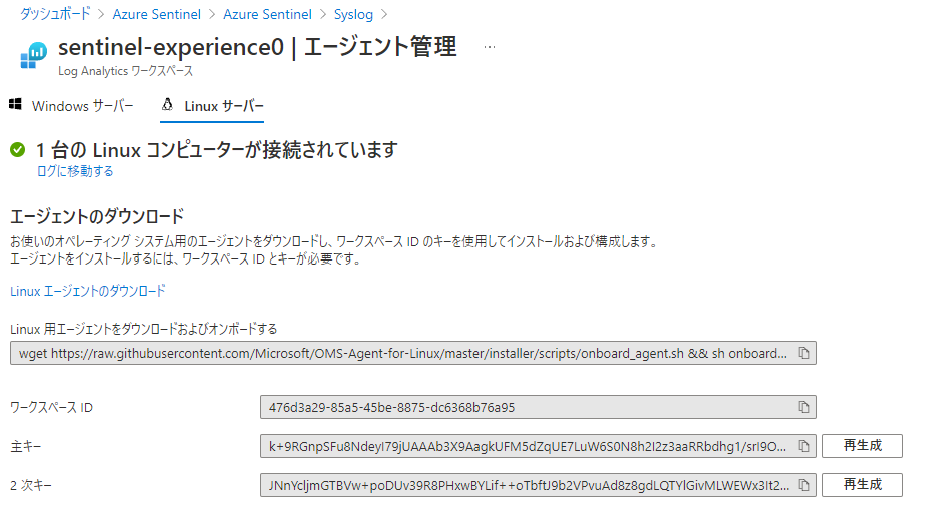 ダッシュボード > Azure Sentinel > Azure Sentinel > Syslog >
sentinel-experience0 | エージェント管理 ...
Log Analytics ワークスペース
Windows サーバー Linux サーバー
1 台の Linux コンピューターが接続されています
ログに移動する
エージェントのダウンロード
お使いのオペレーティング システム用のエージェントをダウンロードし、ワークスペース ID のキーを使用してインストールおよび構成します。
エージェントをインストールするには、ワークスペース ID とキーが必要です。
Linux エージェントのダウンロード
Linux 用エージェントをダウンロードおよびオンボードする
wget https://raw.githubusercontent.com/Microsoft/OMS-Agent-for-Linux/master/installer/scripts/onboard_agent.sh && sh onboard...
ワークスペース ID 476d3a29-85a5-45be-8875-dc6368b76a95
主キー k+9RGnpSFu8NdeyI79jUAAAb3X9AagkUFM5dZqUE7LuW6S0N8h2I2z3aaRRbdhg1/srI9O... 再生成
2 次キー JNnYcljmGTBVw+poDUv39R8PHxwBYLif++oTbftJ9b2VPvuAd8z8gdLQTYlGivMLWEWx3It2... 再生成